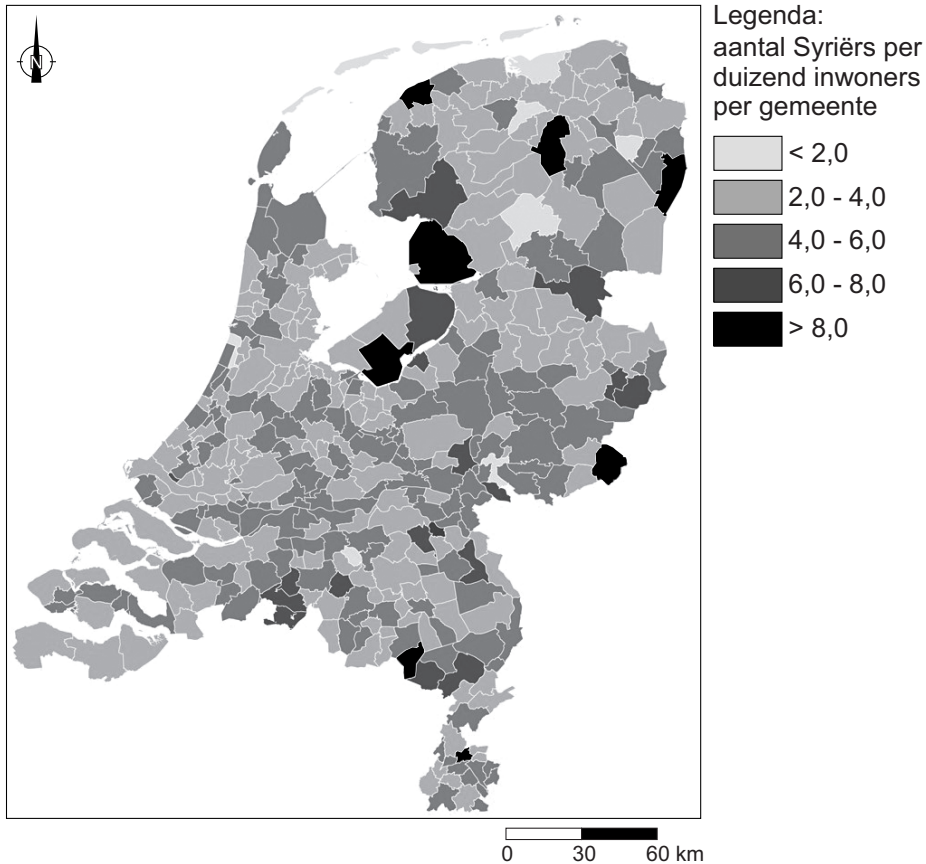 N
Legenda:
aantal Syriërs per
duizend inwoners
per gemeente
< 2,0
2,0 - 4,0
4,0 - 6,0
6,0 - 8,0
> 8,0
0 30 60 km